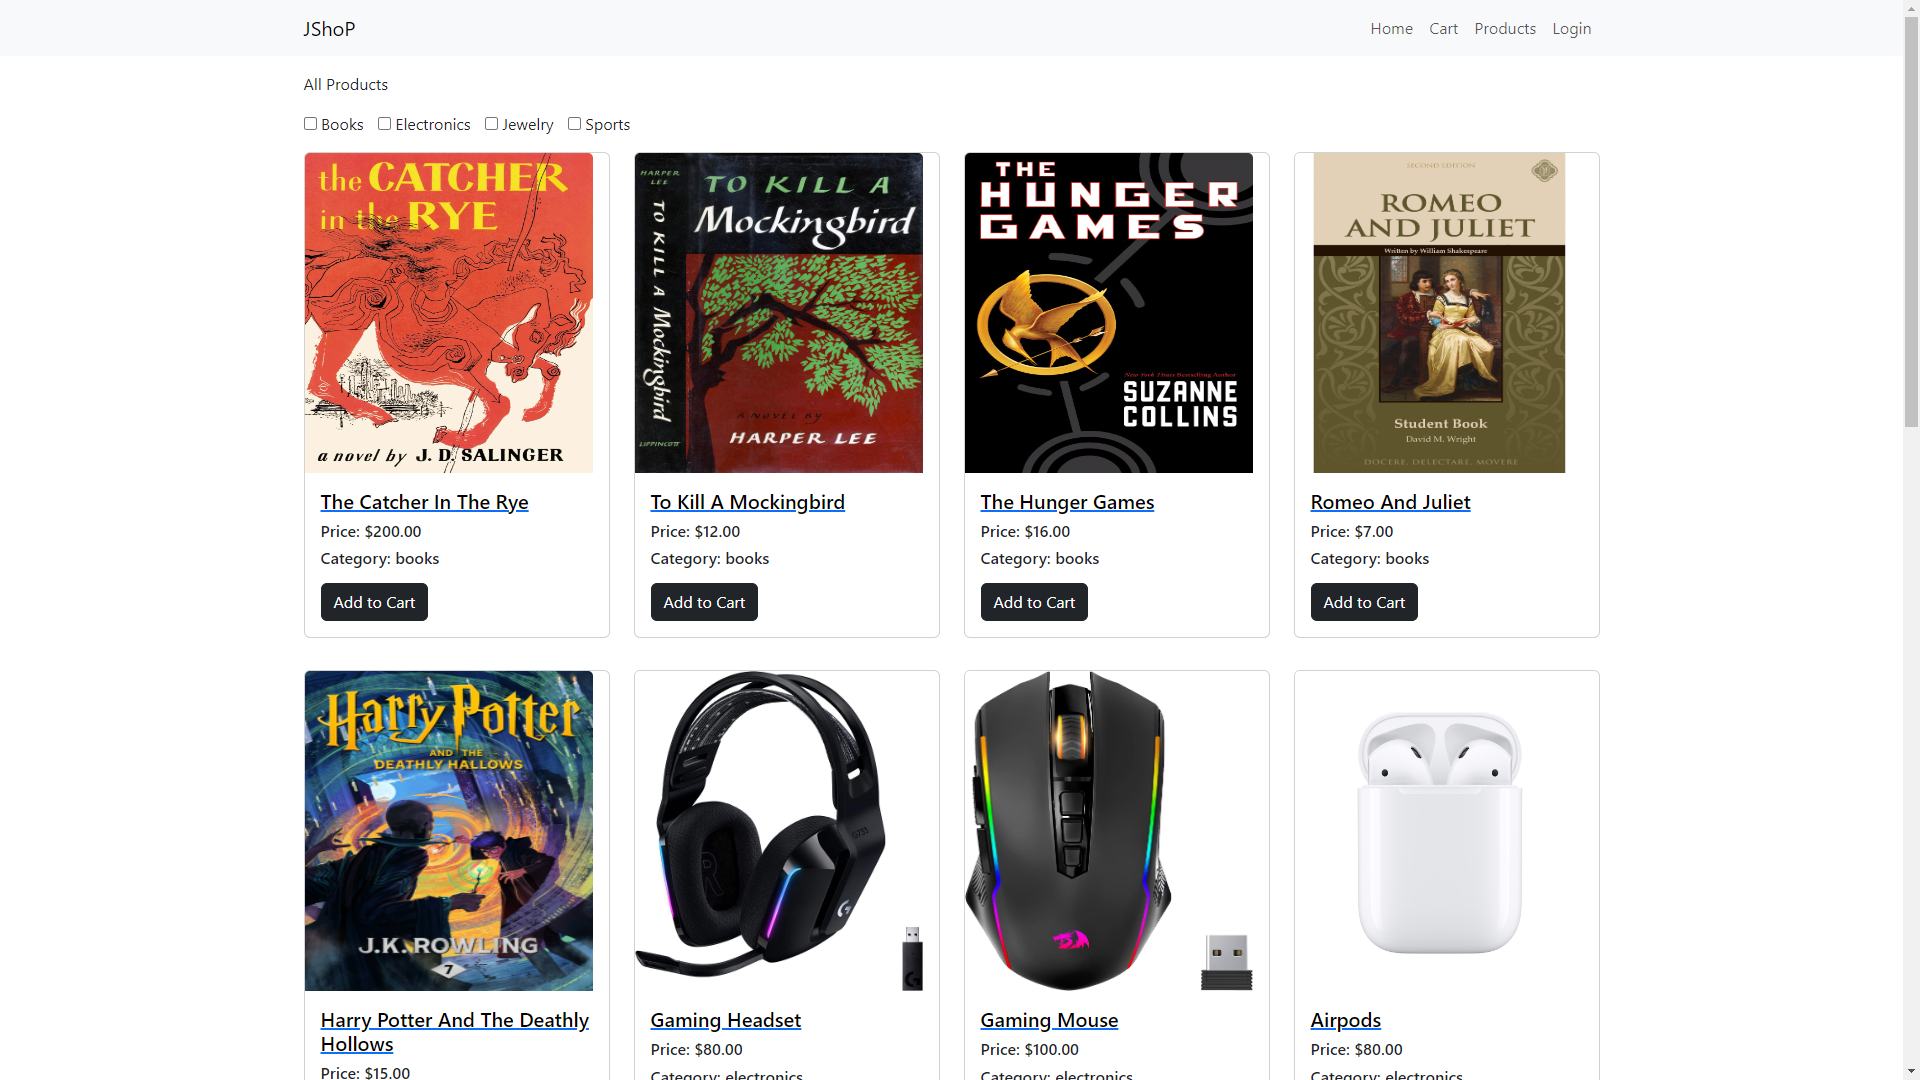 JShoP
Home Cart Products Login
All Products
Books Electronics Jewelry Sports
the CATCHER
in the RYE
a novel by J. D. SALINGER
The Catcher In The Rye
Price: $200.00
Category: books
Add to Cart
HARPER
LEE
TO KILL A
Mockingbird
LIPPINCOTT
TO KILL A
Mockingbird
A NOVEL BY
HARPER LEE
To Kill A Mockingbird
Price: $12.00
Category: books
Add to Cart
THE
HUNGER
GAMES
New York Times Bestselling Author
SUZANNE
COLLINS
The Hunger Games
Price: $16.00
Category: books
Add to Cart
SECOND EDITION
ROMEO
AND JULIET
Written by William Shakespeare
Student Book
David M. Wright
DOCERE, DELECTARE, MOVERE
Romeo And Juliet
Price: $7.00
Category: books
Add to Cart
Harry Potter
AND THE
DEATHLY HALLOWS
J.K. ROWLING
7
Harry Potter And The Deathly
Hollows
Price: $15.00
R
G733
G
Gaming Headset
Price: $80.00
Category: electronics
Gaming Mouse
Price: $100.00
Category: electronics
Airpods
Price: $80.00
Category: electronics